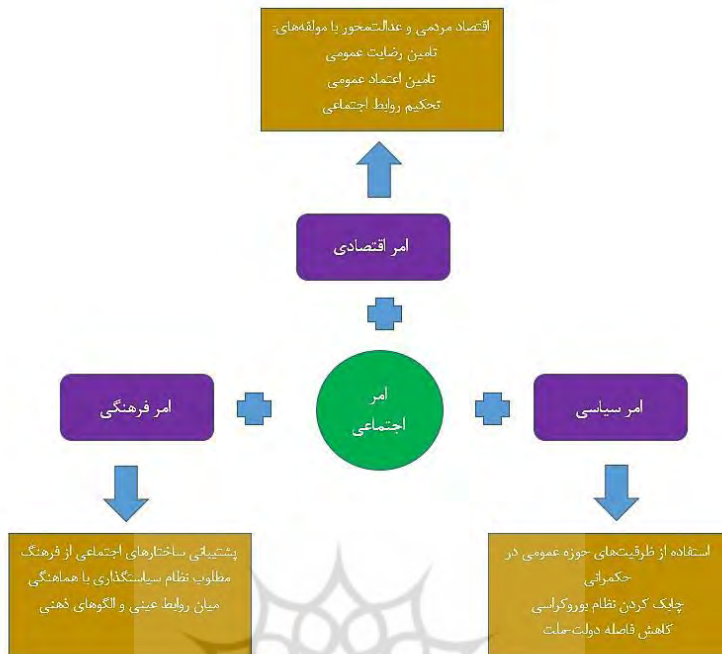 اقتصاد مردمی و عدالت‌محور با مولفه‌های:
تامین رضایت عمومی
تامین اعتماد عمومی
تحکیم روابط اجتماعی
امر اقتصادی
امر سیاسی
امر
اجتماعی
امر فرهنگی
استفاده از ظرفیت‌های حوزه عمومی در
حکمرانی
چابک کردن نظام بوروکراسی
کاهش فاصله دولت-ملت
پشتیبانی ساختارهای اجتماعی از فرهنگ
مطلوب نظام سیاستگذاری با هماهنگی
میان روابط عینی و الگوهای ذهنی